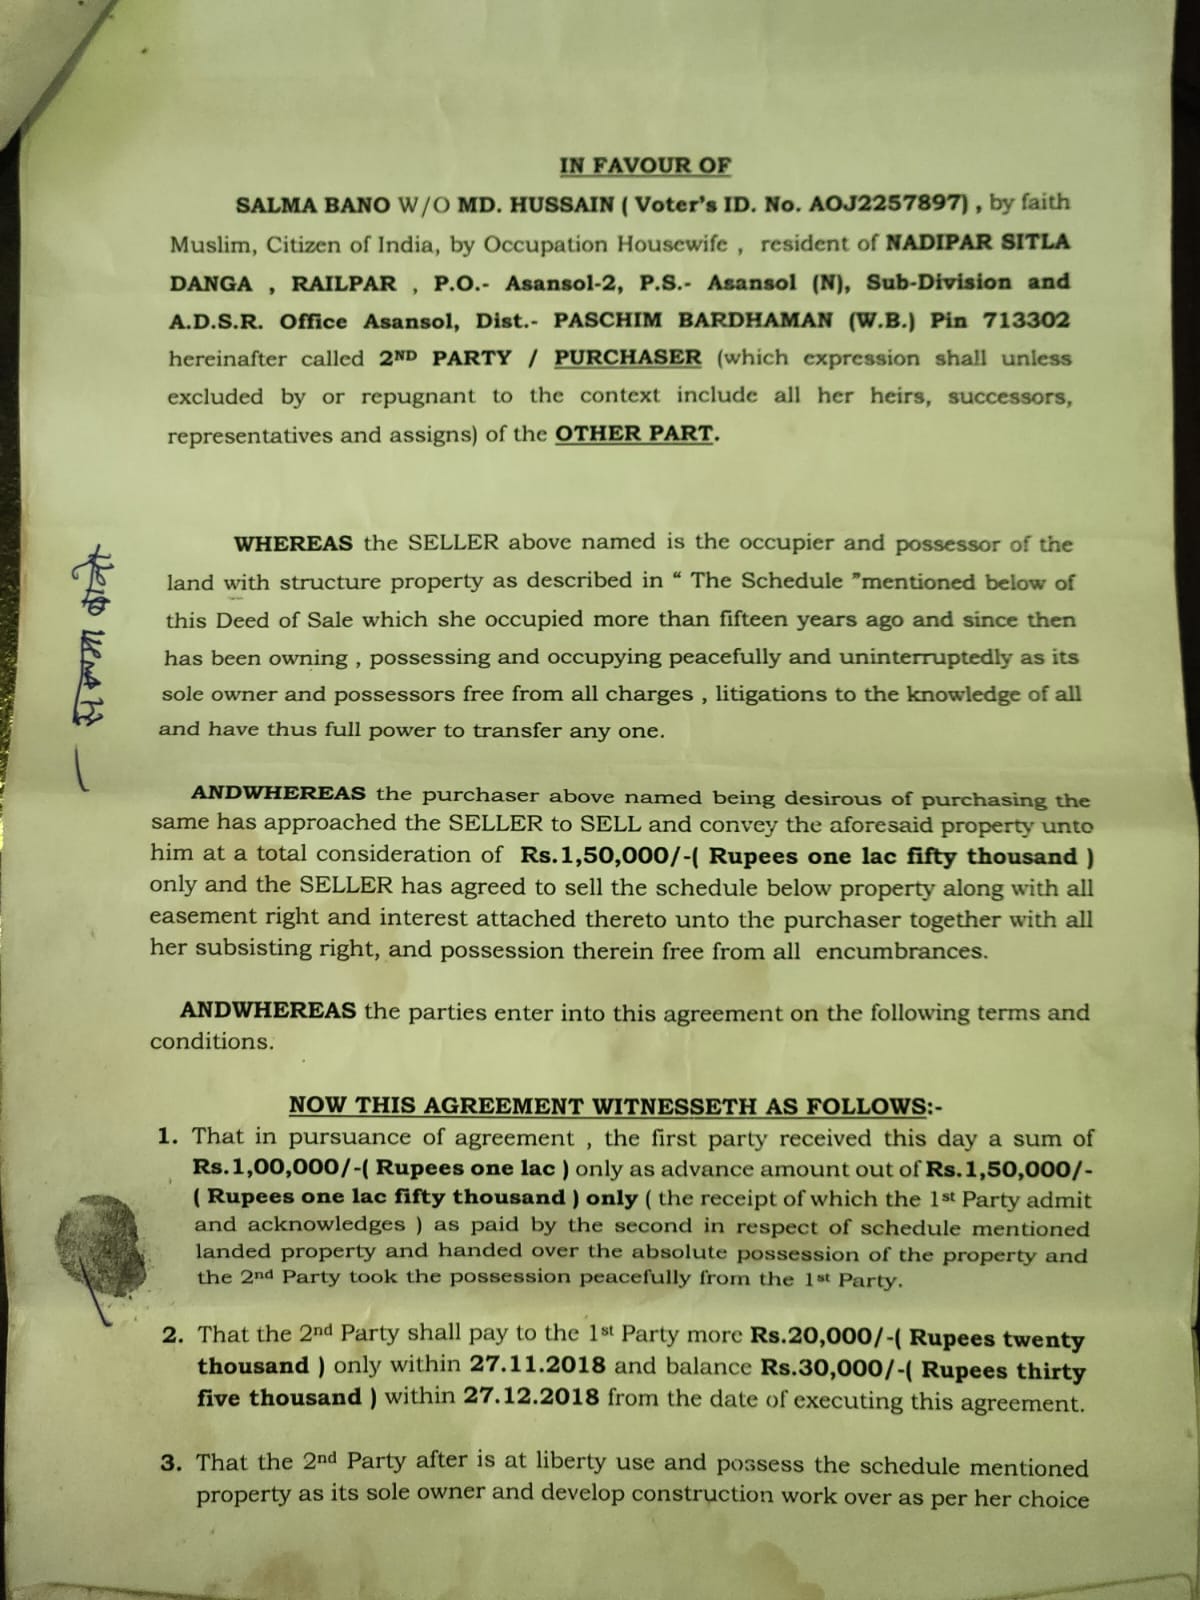 IN FAVOUR OF
SALMA BANO W/O MD. HUSSAIN ( Voter's ID. No. AOJ2257897) , by faith
Muslim, Citizen of India, by Occupation Housewife , resident of NADIPAR SITLA
DANGA , RAILPAR , P.O.- Asansol-2, P.S.- Asansol (N), Sub-Division and
A.D.S.R. Office Asansol, Dist.- PASCHIM BARDHAMAN (W.B.) Pin 713302
hereinafter called 2ND PARTY / PURCHASER (which expression shall unless
excluded by or repugnant to the context include all her heirs, successors,
representatives and assigns) of the OTHER PART.
WHEREAS the SELLER above named is the occupier and possessor of the
land with structure property as described in “ The Schedule ”mentioned below of
this Deed of Sale which she occupied more than fifteen years ago and since then
has been owning , possessing and occupying peacefully and uninterruptedly as its
sole owner and possessors free from all charges , litigations to the knowledge of all
and have thus full power to transfer any one.
ANDWHEREAS the purchaser above named being desirous of purchasing the
same has approached the SELLER to SELL and convey the aforesaid property unto
him at a total consideration of Rs.1,50,000/-( Rupees one lac fifty thousand )
only and the SELLER has agreed to sell the schedule below property along with all
easement right and interest attached thereto unto the purchaser together with all
her subsisting right, and possession therein free from all encumbrances.
ANDWHEREAS the parties enter into this agreement on the following terms and
conditions.
NOW THIS AGREEMENT WITNESSETH AS FOLLOWS:-
1. That in pursuance of agreement , the first party received this day a sum of
Rs.1,00,000/-( Rupees one lac ) only as advance amount out of Rs.1,50,000/-
( Rupees one lac fifty thousand ) only ( the receipt of which the 1st Party admit
and acknowledges ) as paid by the second in respect of schedule mentioned
landed property and handed over the absolute possession of the property and
the 2nd Party took the possession peacefully from the 1st Party.
2. That the 2nd Party shall pay to the 1st Party more Rs.20,000/-( Rupees twenty
thousand ) only within 27.11.2018 and balance Rs.30,000/-( Rupees thirty
five thousand ) within 27.12.2018 from the date of executing this agreement.
3. That the 2nd Party after is at liberty use and possess the schedule mentioned
property as its sole owner and develop construction work over as per her choice